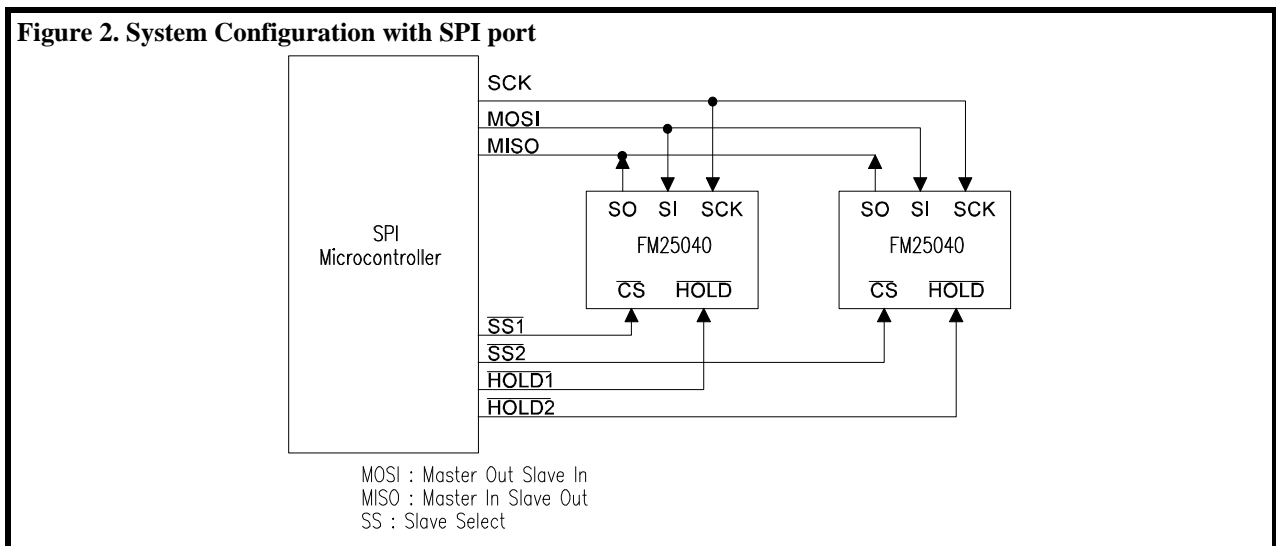 Figure 2. System Configuration with SPI port
SCK
MOSI
MISO
SO SI SCK
FM25040
CS HOLD
SO SI SCK
FM25040
CS HOLD
SPI
Microcontroller
SS1
SS2
HOLD1
HOLD2
MOSI : Master Out Slave In
MISO : Master In Slave Out
SS : Slave Select